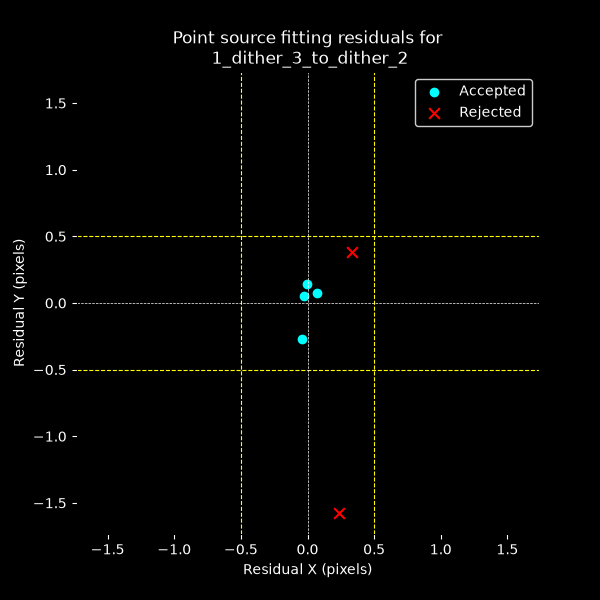 Point source fitting residuals for
1_dither_3_to_dither_2
Accepted
Rejected
Residual Y (pixels)
1.5
1.0
0.5
0.0
−0.5
−1.0
−1.5
−1.5
−1.0
−0.5
0.0
0.5
1.0
1.5
Residual X (pixels)